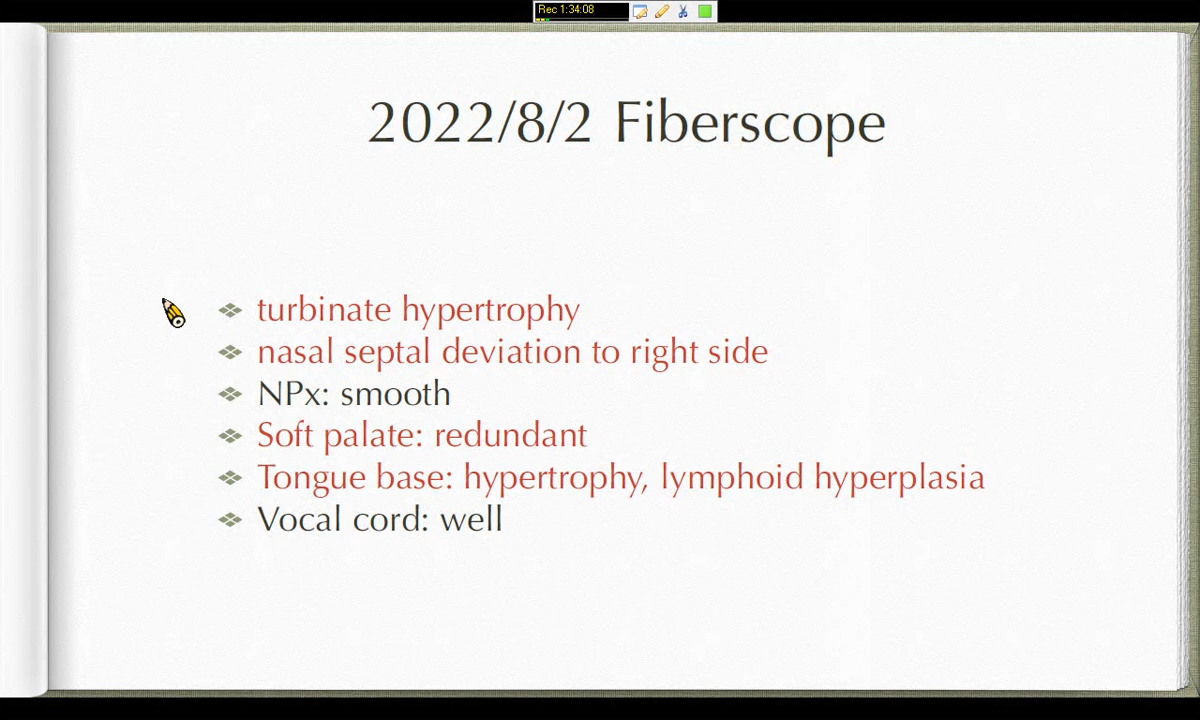 Rec 1:34:08
2022/8/2 Fiberscope
turbinate hypertrophy
nasal septal deviation to right side
NPx: smooth
Soft palate: redundant
Tongue base: hypertrophy, lymphoid hyperplasia
Vocal cord: well